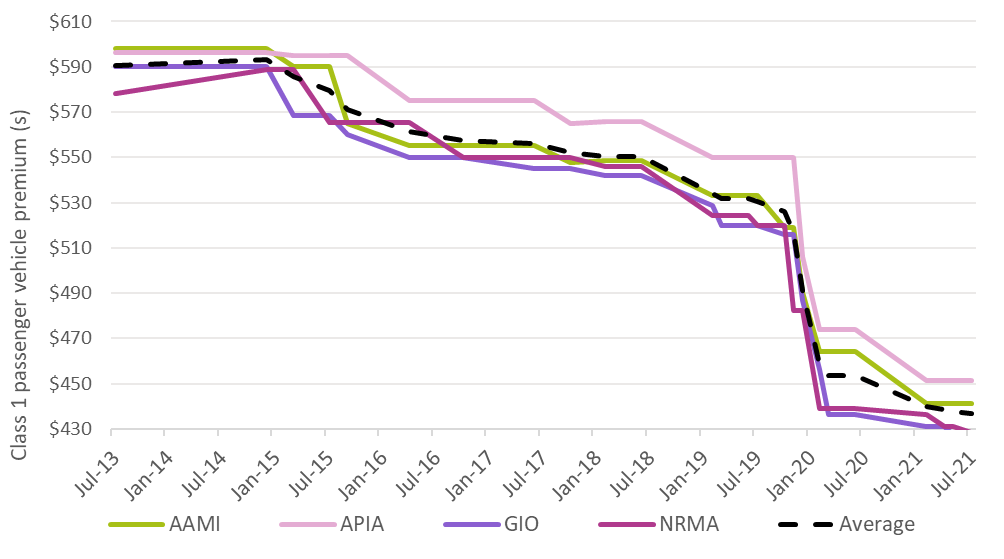 $610
$590
$570
$550
$530
$510
$490
$470
$450
$430
Class 1 passenger vehicle premium (s)
Jul-13
Jan-14
Jul-14
Jan-15
Jul-15
Jan-16
Jul-16
Jan-17
Jul-17
Jan-18
Jul-18
Jan-19
Jul-19
Jan-20
Jul-20
Jan-21
Jul-21
AAMI APIA GIO NRMA Average